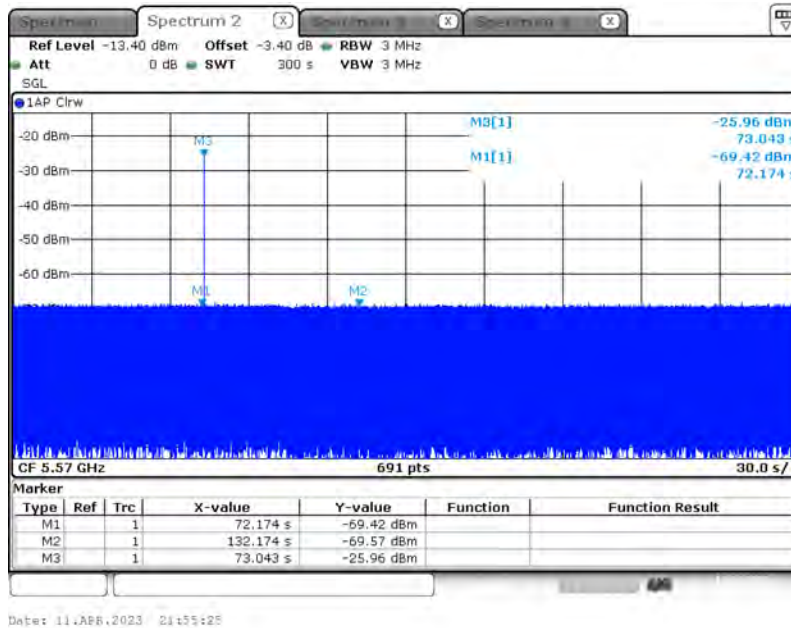 Spectrum 2 X X X
Ref Level -13.40 dBm Offset -3.40 dB RBW 3 MHz
Att 0 dB SWT 300 s VBW 3 MHz
SGL
1AP Clrw
M3[1] -25.96 dBm
73.043 s
M1[1] -69.42 dBm
72.174 s
-20 dBm
M3
-30 dBm
-40 dBm
-50 dBm
-60 dBm
M1 M2
CF 5.57 GHz 691 pts 30.0 s/
Marker
Type Ref Trc X-value Y-value Function Function Result
M1 1 72.174 s -69.42 dBm
M2 1 132.174 s -69.57 dBm
M3 1 73.043 s -25.96 dBm
Date: 11.APR.2023 21:55:25